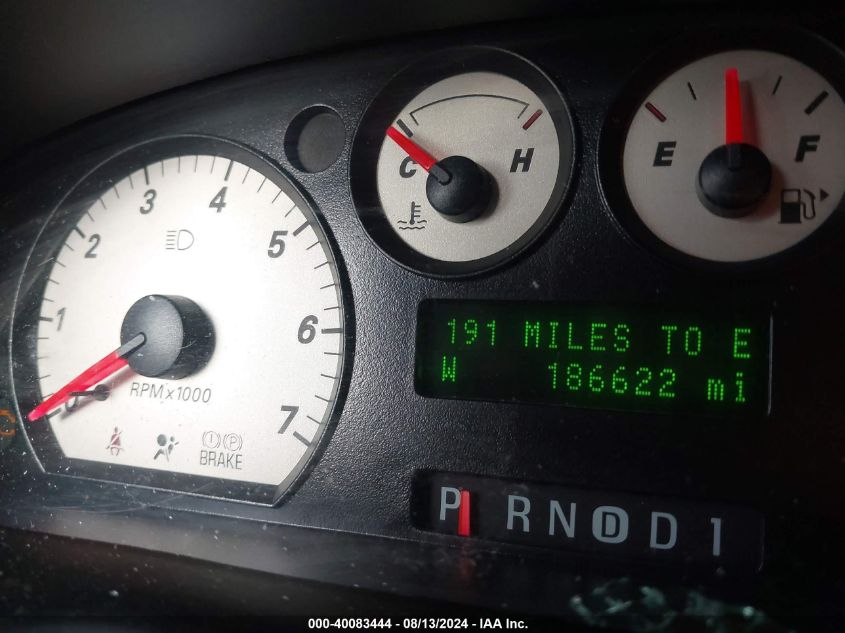 1 2 3 4 5 6 7
0
RPM x 1000
BRAKE
C H
E F
191 MILES TO E
W 186622 mi
P R N D D 1
000-40083444 - 08/13/2024 - IAA Inc.